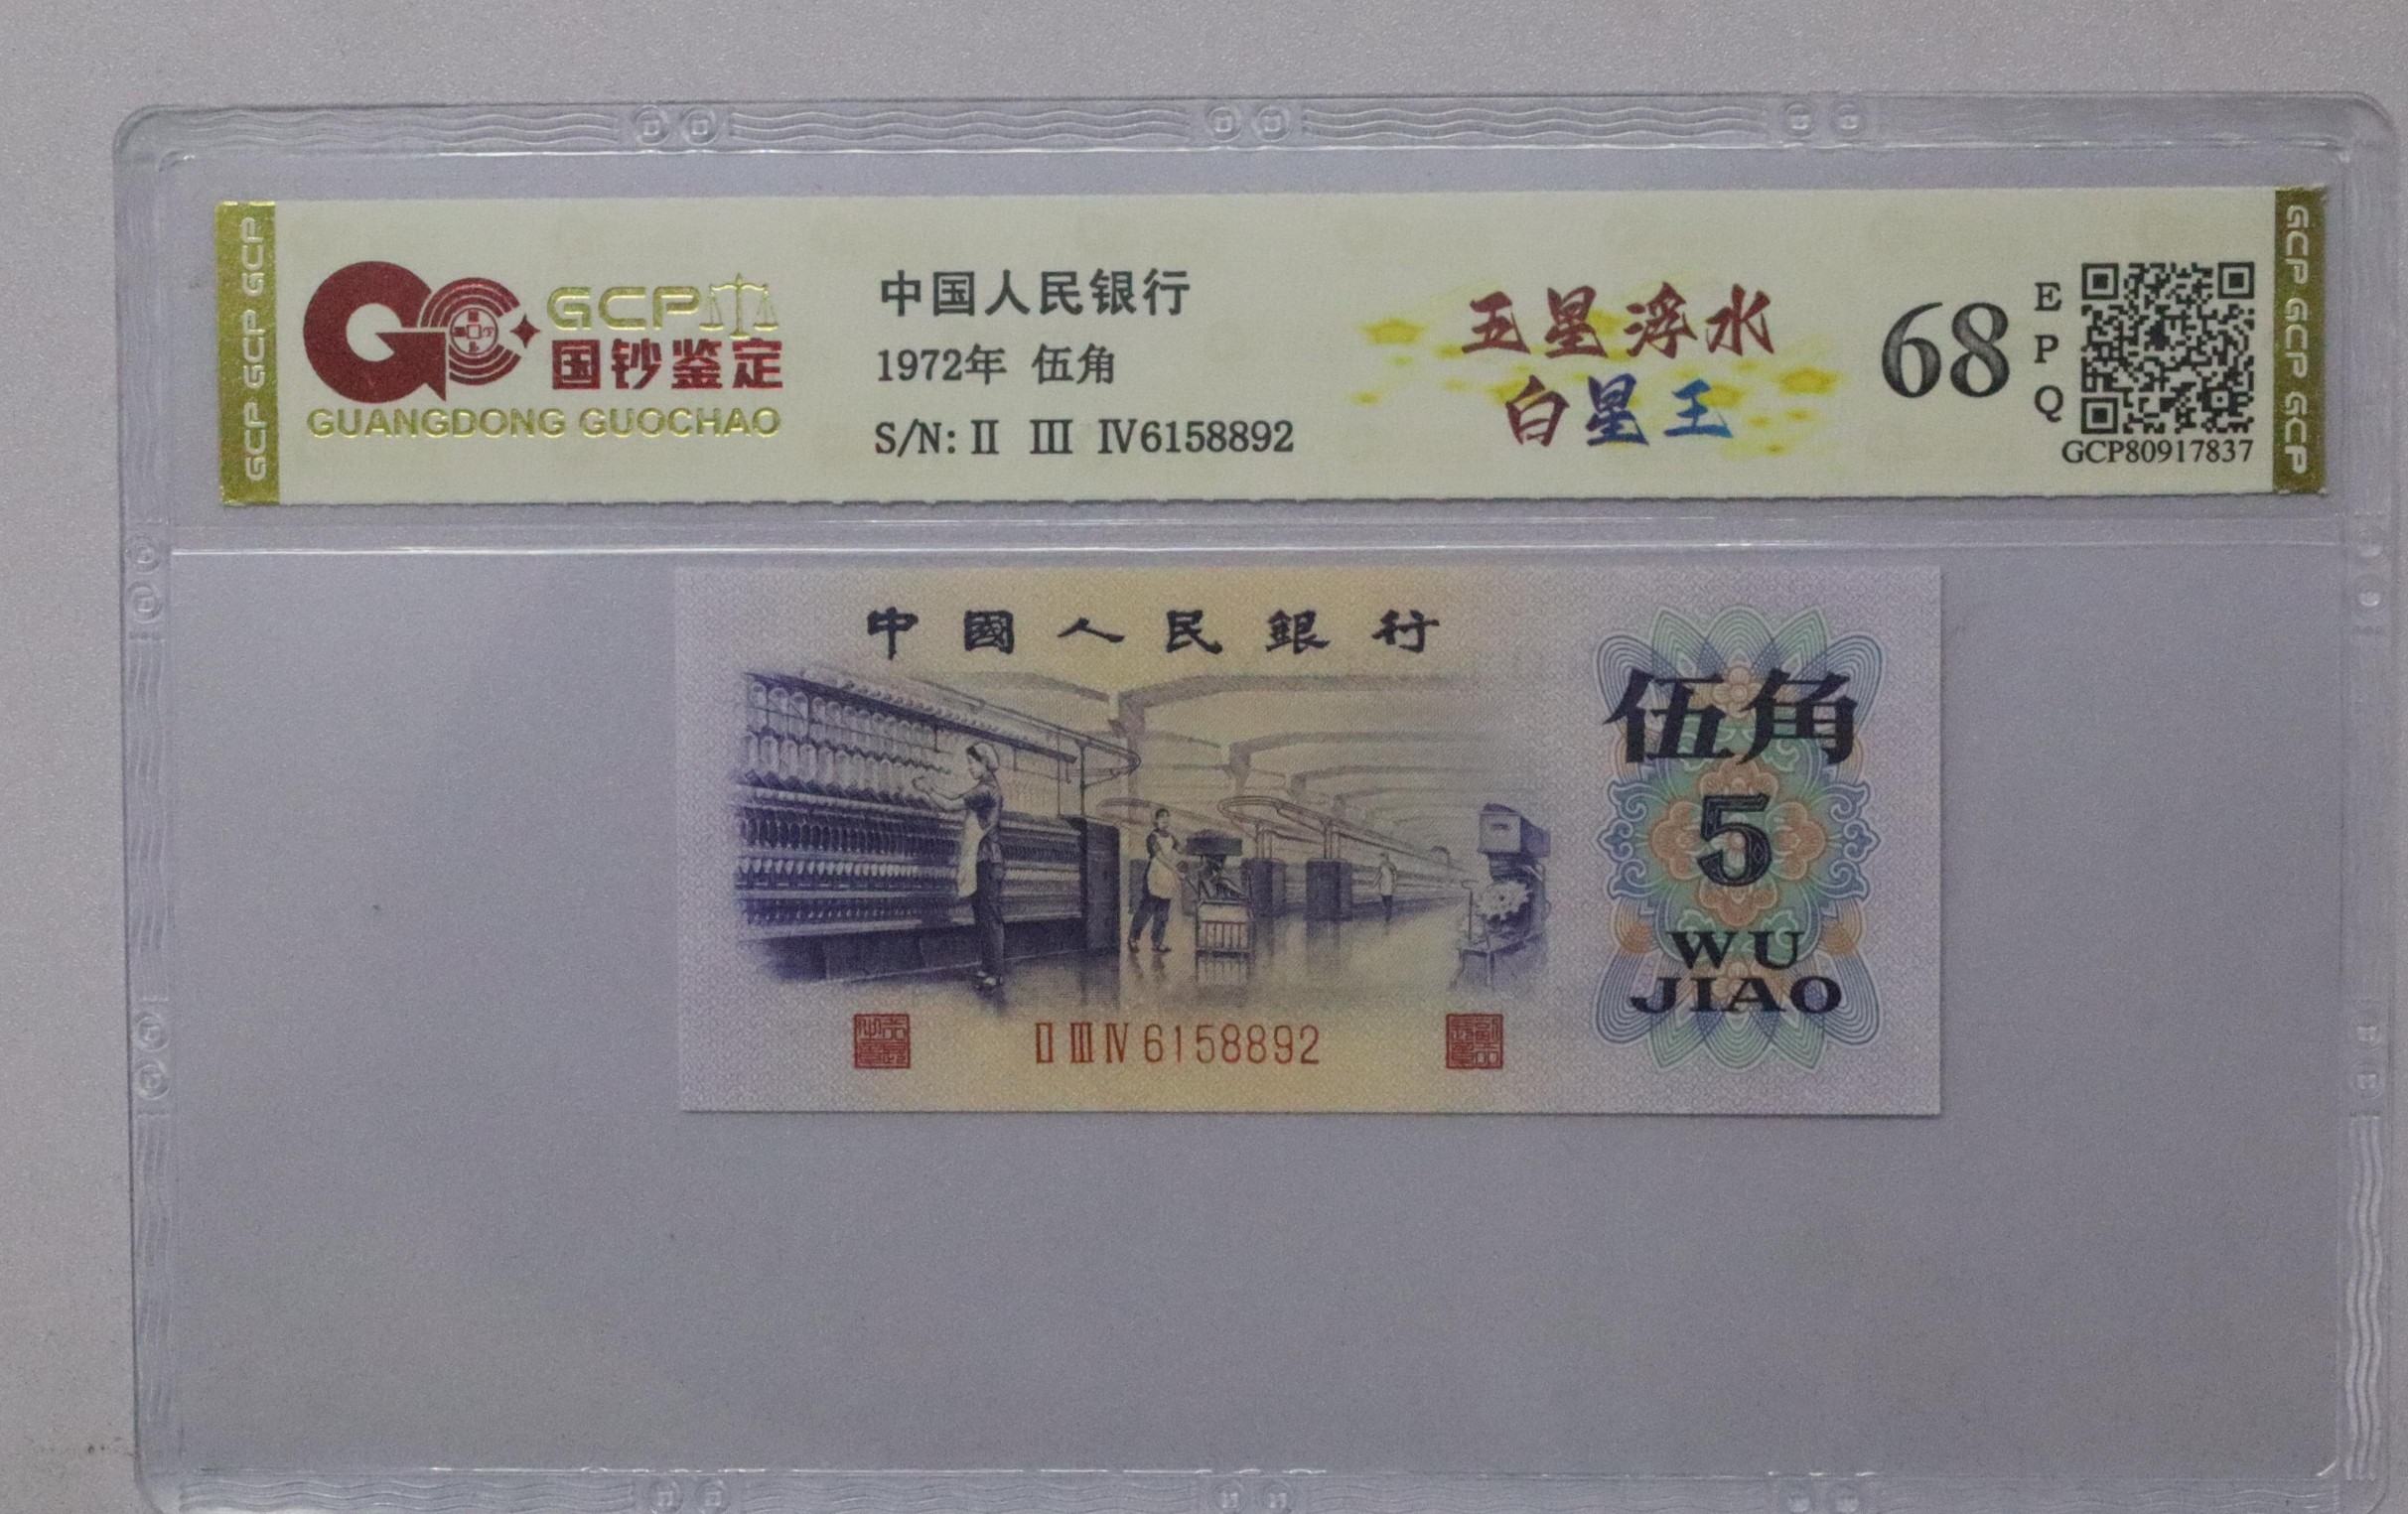 GCP GCP GCP
GCP
国钞鉴定
GUANGDONG GUOCHAO
中国人民银行
1972年 伍角
S/N: Ⅱ Ⅲ Ⅳ6158892
五星浮水
白星王
68
E
P
Q
GCP80917837
GCP GCP GCP GCP
中國人民銀行
伍角
5
WU
JIAO
Ⅱ Ⅲ Ⅳ 6158892